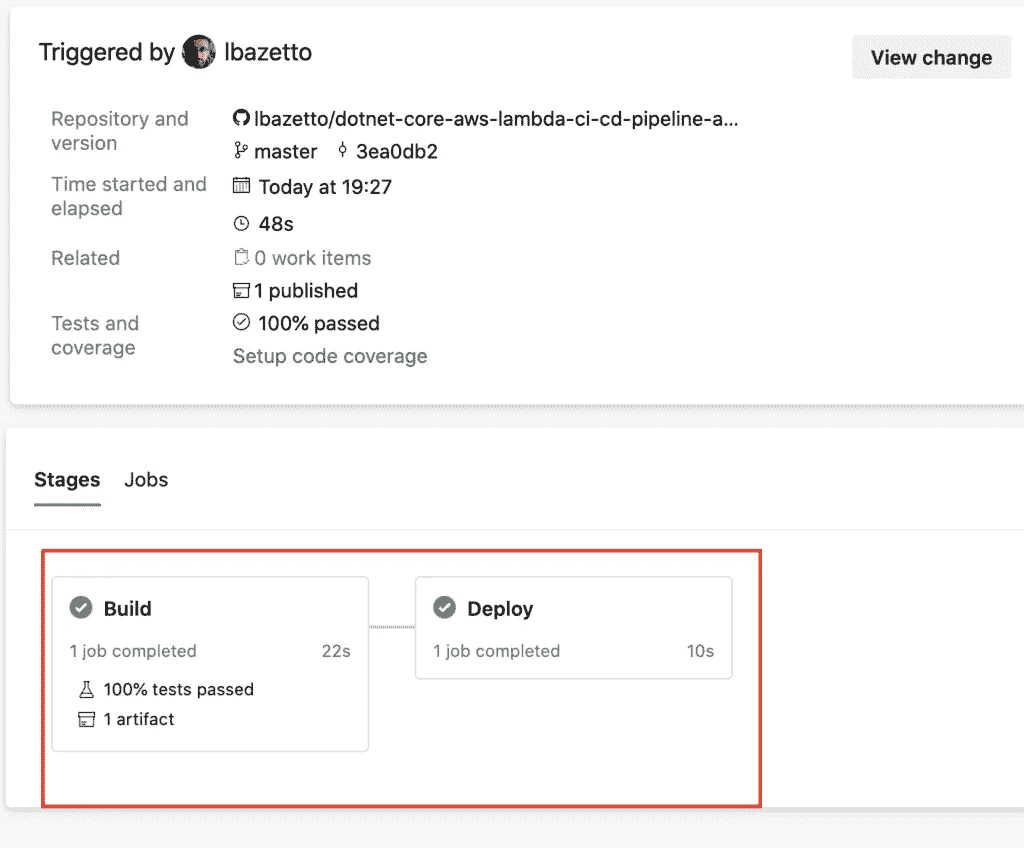 Triggered by lbazetto
View change
Repository and
version
lbazetto/dotnet-core-aws-lambda-ci-cd-pipeline-a...
master 3ea0db2
Time started and
elapsed
Today at 19:27
48s
Related
0 work items
1 published
Tests and
coverage
100% passed
Setup code coverage
Stages Jobs
Build
1 job completed 22s
100% tests passed
1 artifact
Deploy
1 job completed 10s